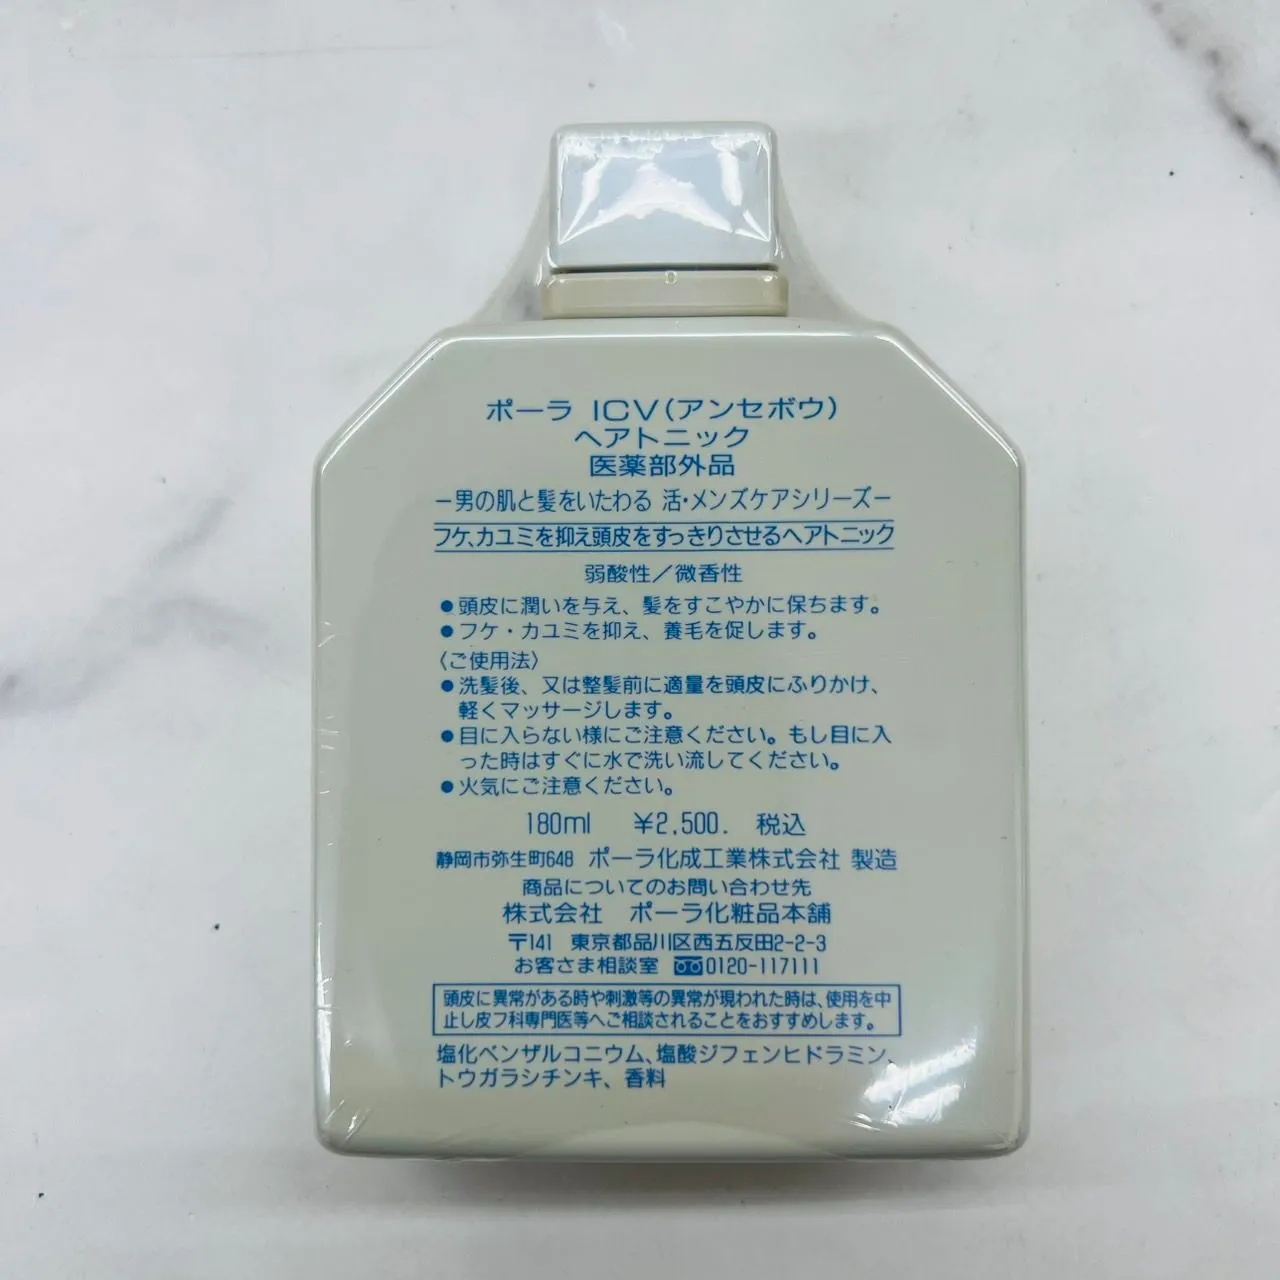 ポーラ ICV(アンセボウ)
ヘアトニック
医薬部外品
−男の肌と髪をいたわる 活・メンズケアシリーズ−
フケ、カユミを抑え頭皮をすっきりさせるヘアトニック
弱酸性/微香性
●頭皮に潤いを与え、髪をすこやかに保ちます。
●フケ・カユミを抑え、養毛を促します。
〈ご使用法〉
●洗髪後、又は整髪前に適量を頭皮にふりかけ、
軽くマッサージします。
●目に入らない様にご注意ください。もし目に入
った時はすぐに水で洗い流してください。
●火気にご注意ください。
180ml ¥2,500. 税込
静岡市弥生町648 ポーラ化成工業株式会社 製造
商品についてのお問い合わせ先
株式会社 ポーラ化粧品本舗
〒141 東京都品川区西五反田2-2-3
お客さま相談室 0120-117111
頭皮に異常がある時や刺激等の異常が現われた時は、使用を中
止し皮フ科専門医等へご相談されることをおすすめします。
塩化ベンザルコニウム、塩酸ジフェンヒドラミン、
トウガラシチンキ、香料